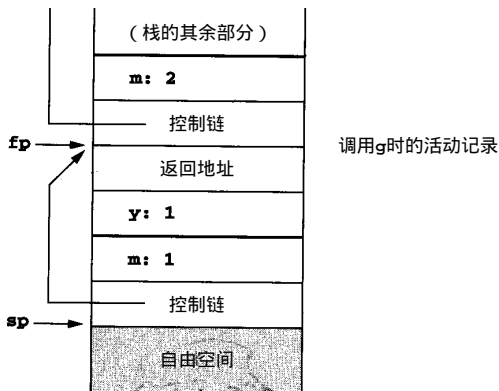 （栈的其余部分）
m: 2
控制链
fp
返回地址
调用g时的活动记录
y: 1
m: 1
控制链
sp
自由空间